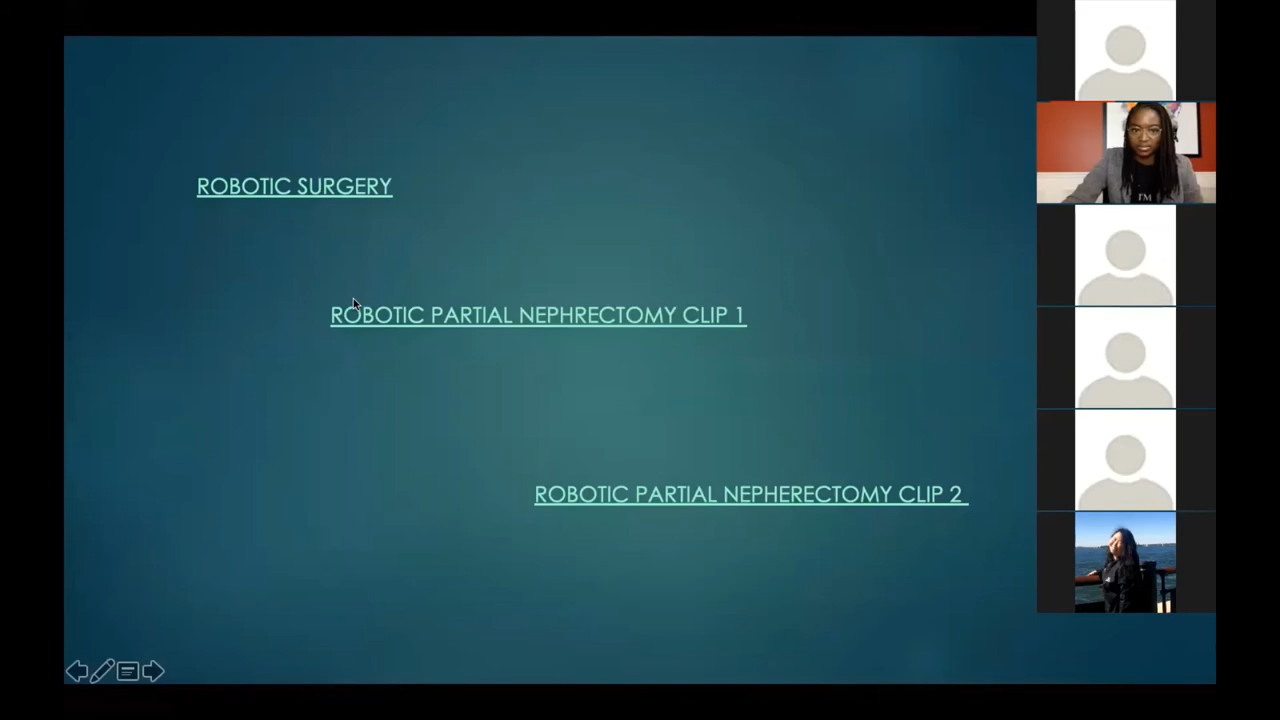 ROBOTIC SURGERY
I'M
ROBOTIC PARTIAL NEPHRECTOMY CLIP 1
ROBOTIC PARTIAL NEPHERECTOMY CLIP 2